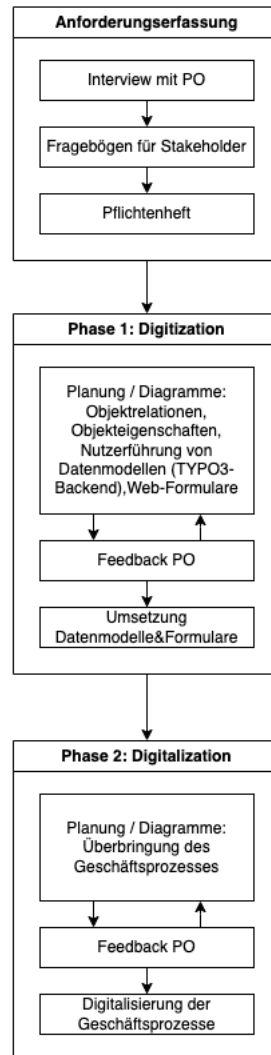 Anforderungserfassung
Interview mit PO
Fragebögen für Stakeholder
Pflichtenheft
Phase 1: Digitization
Planung / Diagramme:
Objektrelationen,
Objekteigenschaften,
Nutzerführung von
Datenmodellen (TYPO3-
Backend),Web-Formulare
Feedback PO
Umsetzung
Datenmodelle&Formulare
Phase 2: Digitalization
Planung / Diagramme:
Überbringung des
Geschäftsprozesses
Feedback PO
Digitalisierung der
Geschäftsprozesse